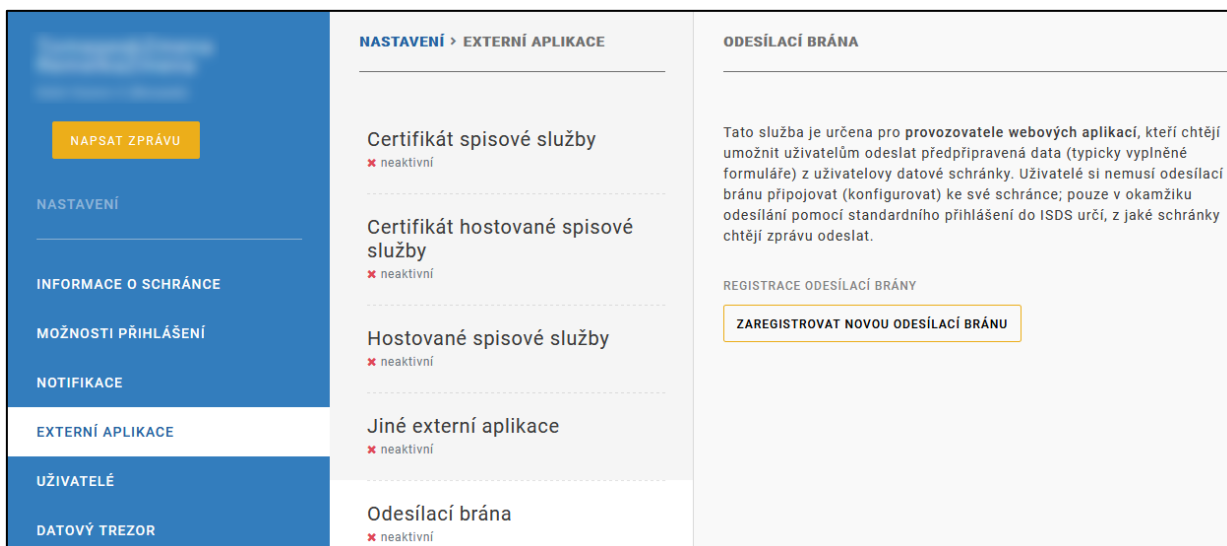 NAPSAT ZPRÁVU
NASTAVENÍ
INFORMACE O SCHRÁNCE
MOŽNOSTI PŘIHLÁŠENÍ
NOTIFIKACE
EXTERNÍ APLIKACE
UŽIVATELÉ
DATOVÝ TREZOR
NASTAVENÍ > EXTERNÍ APLIKACE
Certifikát spisové služby
✖ neaktivní
Certifikát hostované spisové
služby
✖ neaktivní
Hostované spisové služby
✖ neaktivní
Jiné externí aplikace
✖ neaktivní
Odesílací brána
✖ neaktivní
ODESÍLACÍ BRÁNA
Tato služba je určena pro provozovatele webových aplikací, kteří chtějí
umožnit uživatelům odeslat předpřipravená data (typicky vyplněné
formuláře) z uživatelovy datové schránky. Uživatelé si nemusí odesílací
bránu připojovat (konfigurovat) ke své schránce; pouze v okamžiku
odesílání pomocí standardního přihlášení do ISDS určí, z jaké schránky
chtějí zprávu odeslat.
REGISTRACE ODESÍLACÍ BRÁNY
ZAREGISTROVAT NOVOU ODESÍLACÍ BRÁNU